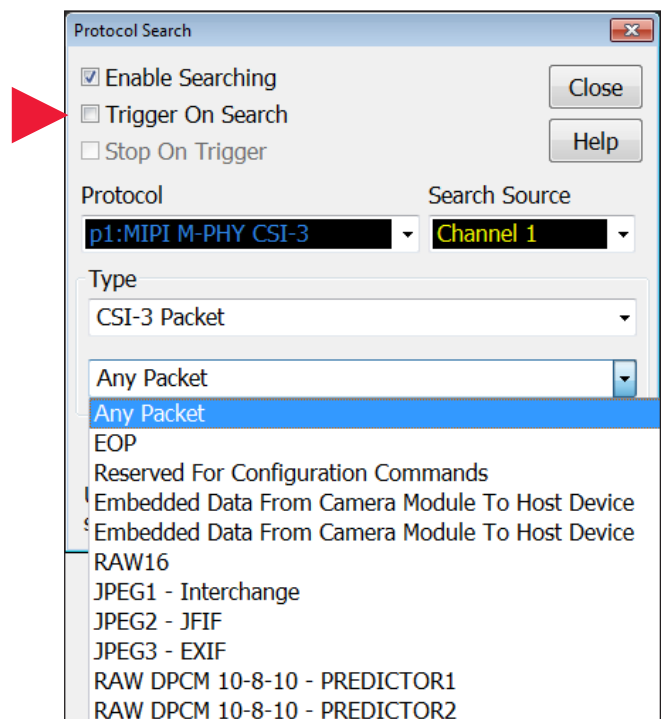 Protocol Search
Enable Searching
Close
Trigger On Search
Help
Stop On Trigger
Protocol
Search Source
p1:MIPI M-PHY CSI-3
Channel 1
Type
CSI-3 Packet
Any Packet
Any Packet
EOP
Reserved For Configuration Commands
Embedded Data From Camera Module To Host Device
Embedded Data From Camera Module To Host Device
RAW16
JPEG1 - Interchange
JPEG2 - JFIF
JPEG3 - EXIF
RAW DPCM 10-8-10 - PREDICTOR1
RAW DPCM 10-8-10 - PREDICTOR2